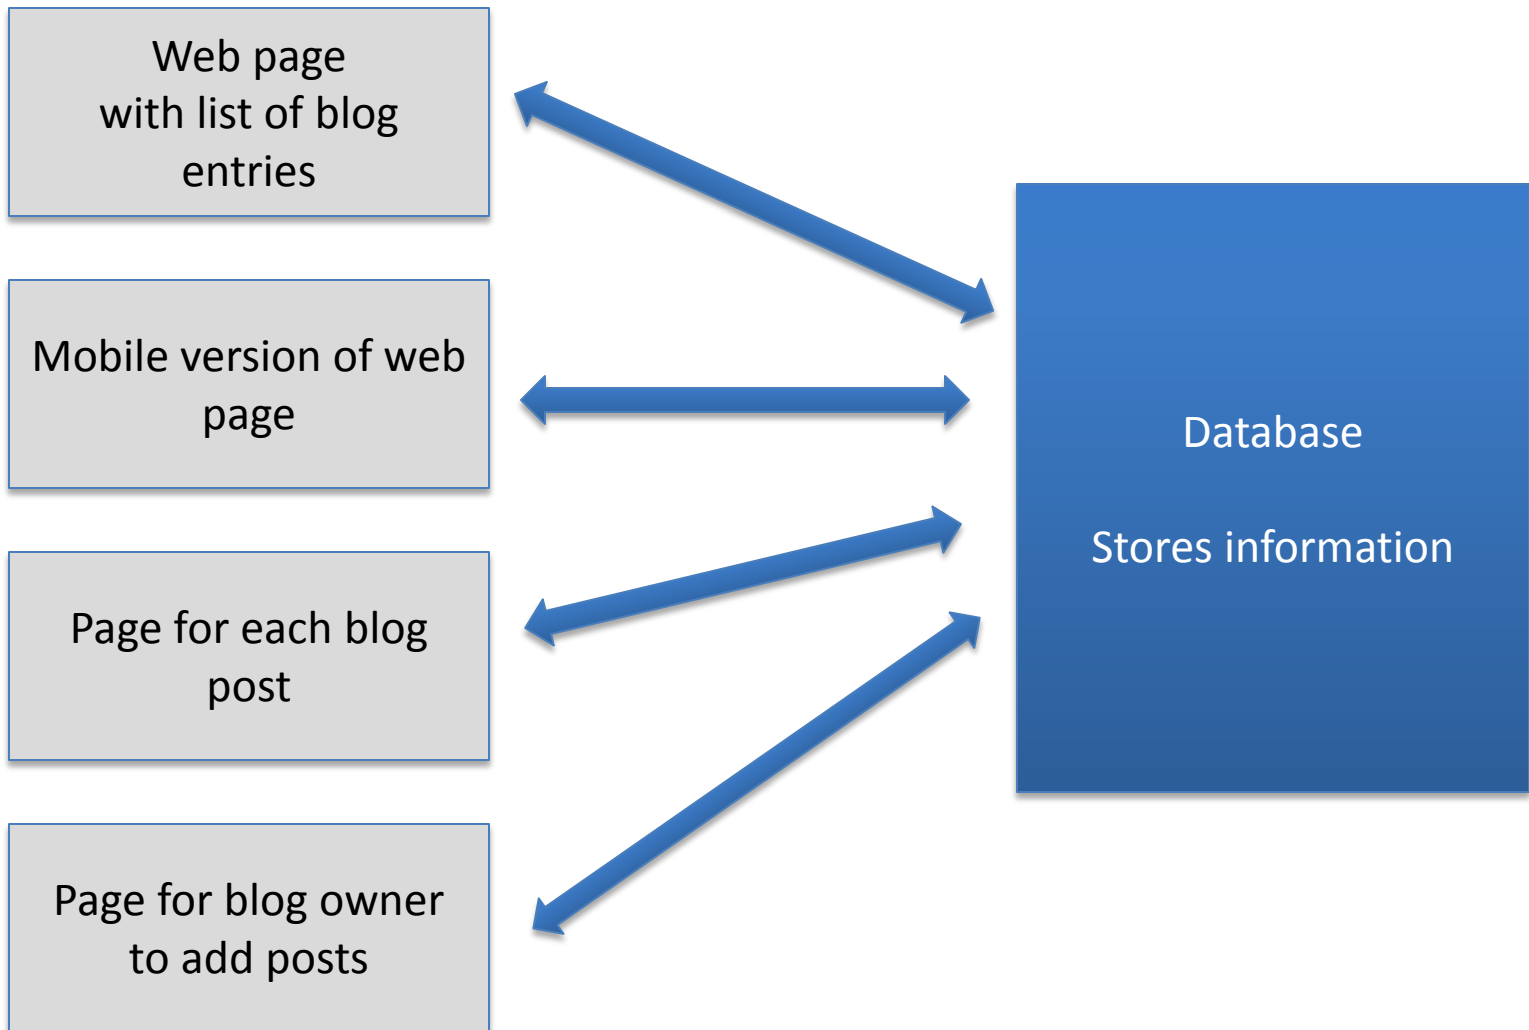 Web page
with list of blog
entries
Mobile version of web
page
Page for each blog
post
Page for blog owner
to add posts
Database
Stores information